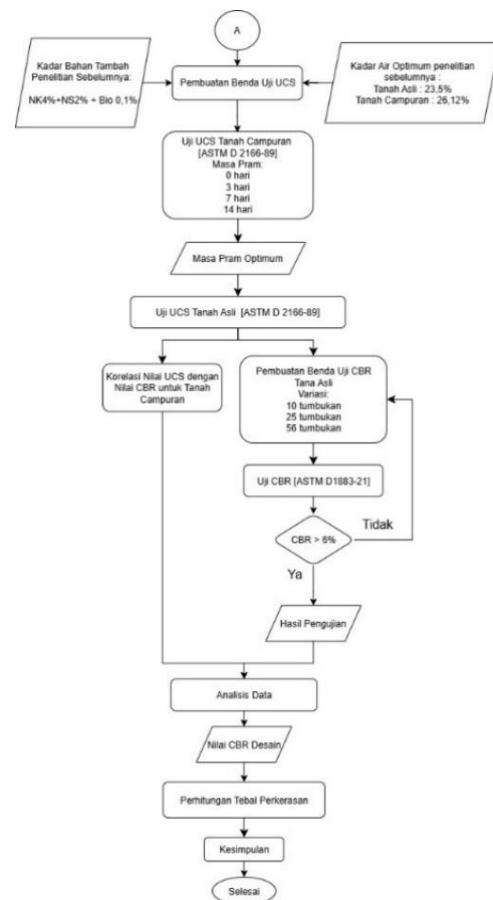 A
Kadar Bahan Tambah
Penelitian Sebelumnya:
NK4%+NS2% + Bio 0,1%
Pembuatan Benda Uji UCS
Kadar Air Optimum penelitian
sebelumnya :
Tanah Asli : 23,5%
Tanah Campuran : 26,12%
Uji UCS Tanah Campuran
[ASTM D 2166-89]
Masa Pram:
0 hari
3 hari
7 hari
14 hari
Masa Pram Optimum
Uji UCS Tanah Asli [ASTM D 2166-89]
Korelasi Nilai UCS dengan
Nilai CBR untuk Tanah
Campuran
Pembuatan Benda Uji CBR
Tana Asli
Variasi:
10 tumbukan
25 tumbukan
56 tumbukan
Uji CBR [ASTM D1883-21]
CBR > 6%
Tidak
Ya
Hasil Pengujian
Analisis Data
Nilai CBR Desain
Perhitungan Tebal Perkerasan
Kesimpulan
Selesai